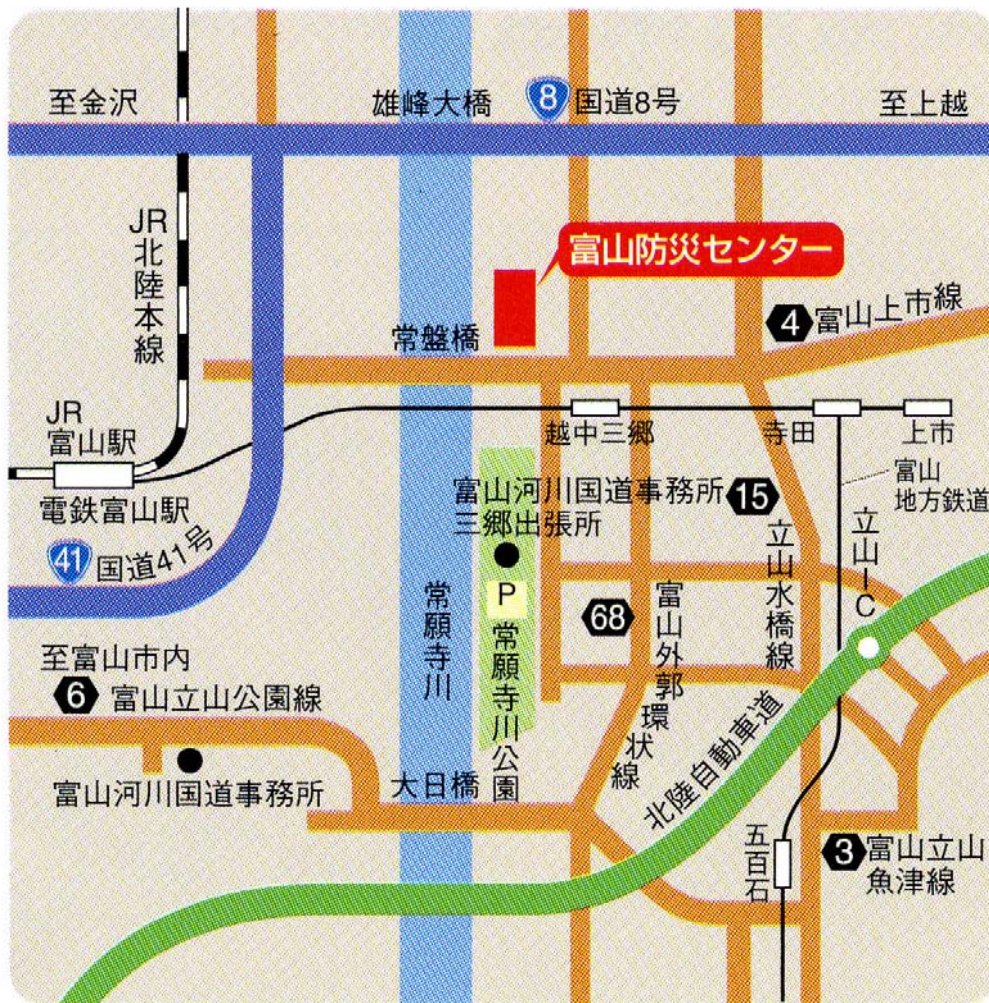 至金沢
雄峰大橋
8
国道8号
至上越
JR
北陸本線
富山防災センター
常盤橋
4
富山上市線
JR
富山駅
電鉄富山駅
越中三郷
寺田
上市
富山
地方鉄道
41
国道41号
富山河川国道事務所
三郷出張所
15
立山水橋線
立山IC
P
常願寺川
常願寺川公園
68
富山外郭環状線
至富山市内
6
富山立山公園線
富山河川国道事務所
大日橋
北陸自動車道
五百石
3
富山立山
魚津線